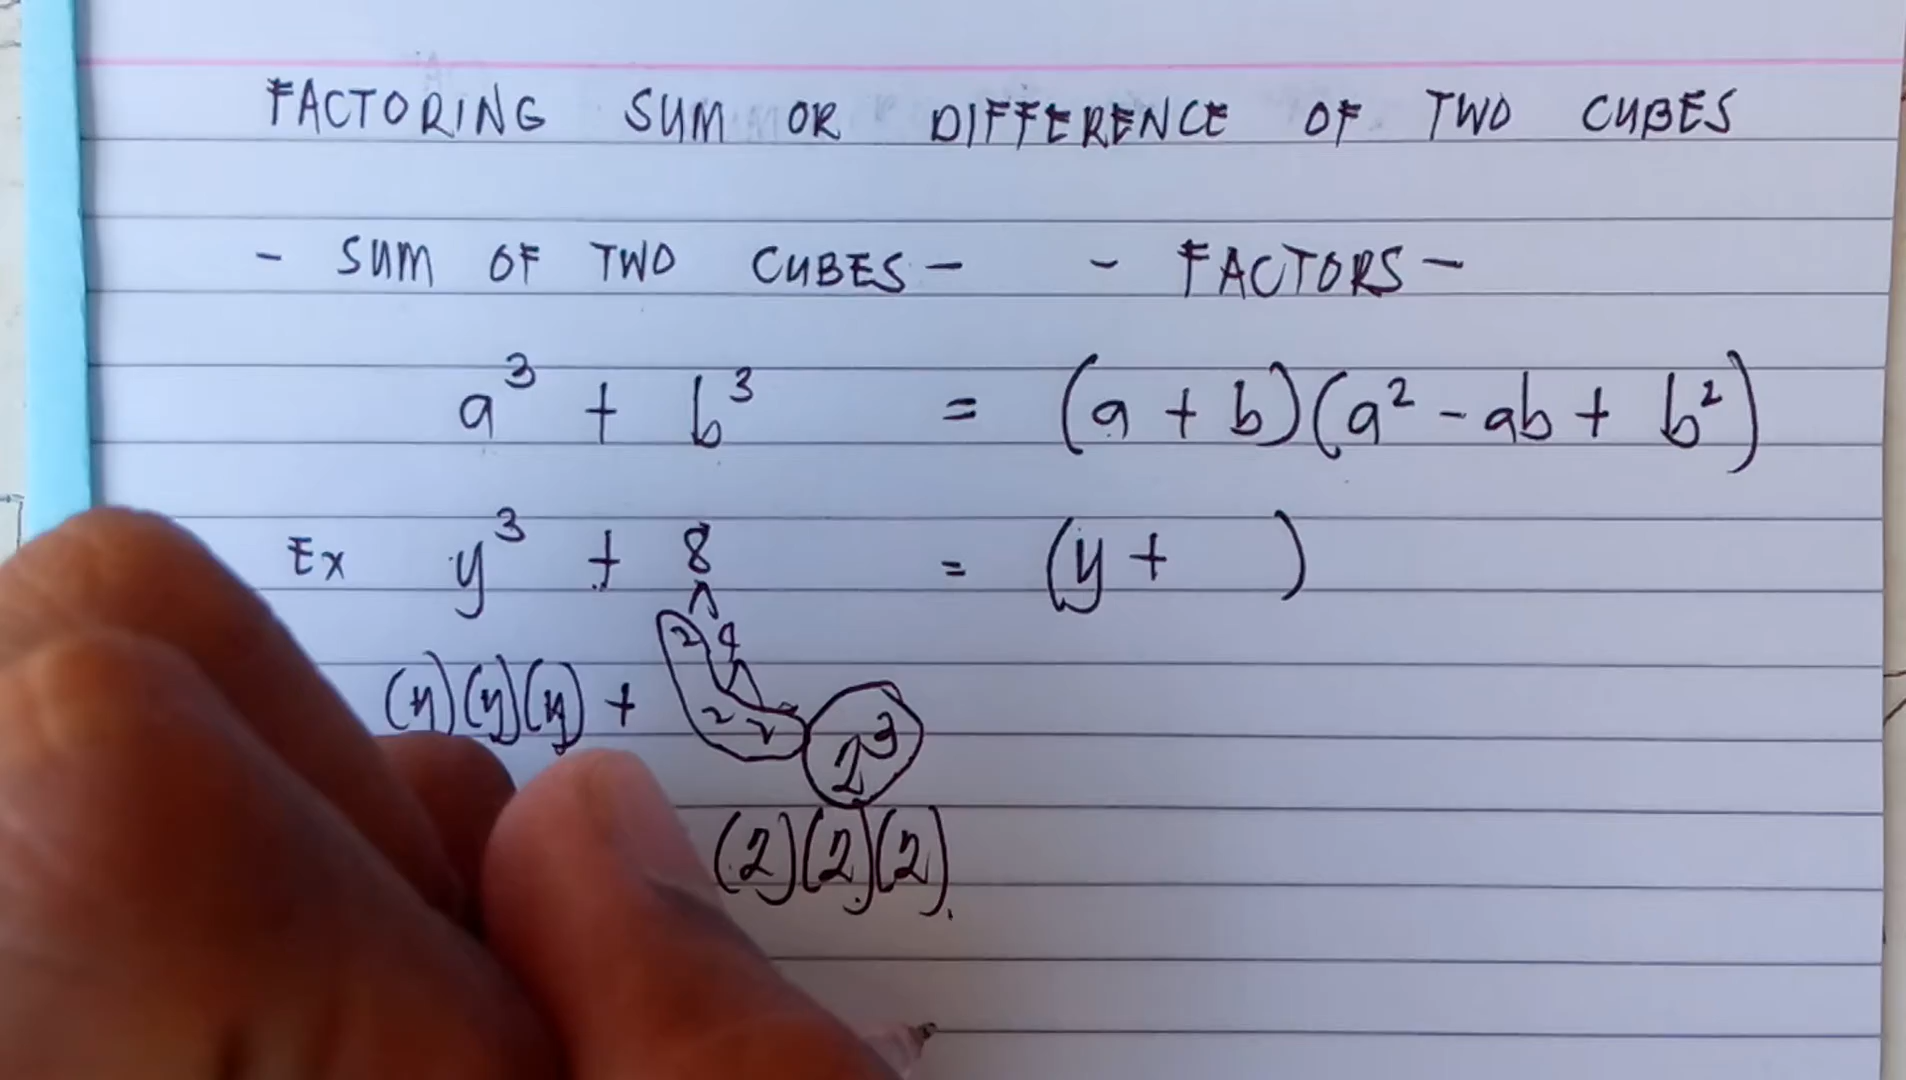 FACTORING SUM OR DIFFERENCE OF TWO CUBES
- SUM OF TWO CUBES - - FACTORS -
a³ + b³ = (a + b)(a² - ab + b²)
Ex y³ + 8 = (y + )
2 4
(y)(y)(y) + 2 2
2³
(2)(2)(2)